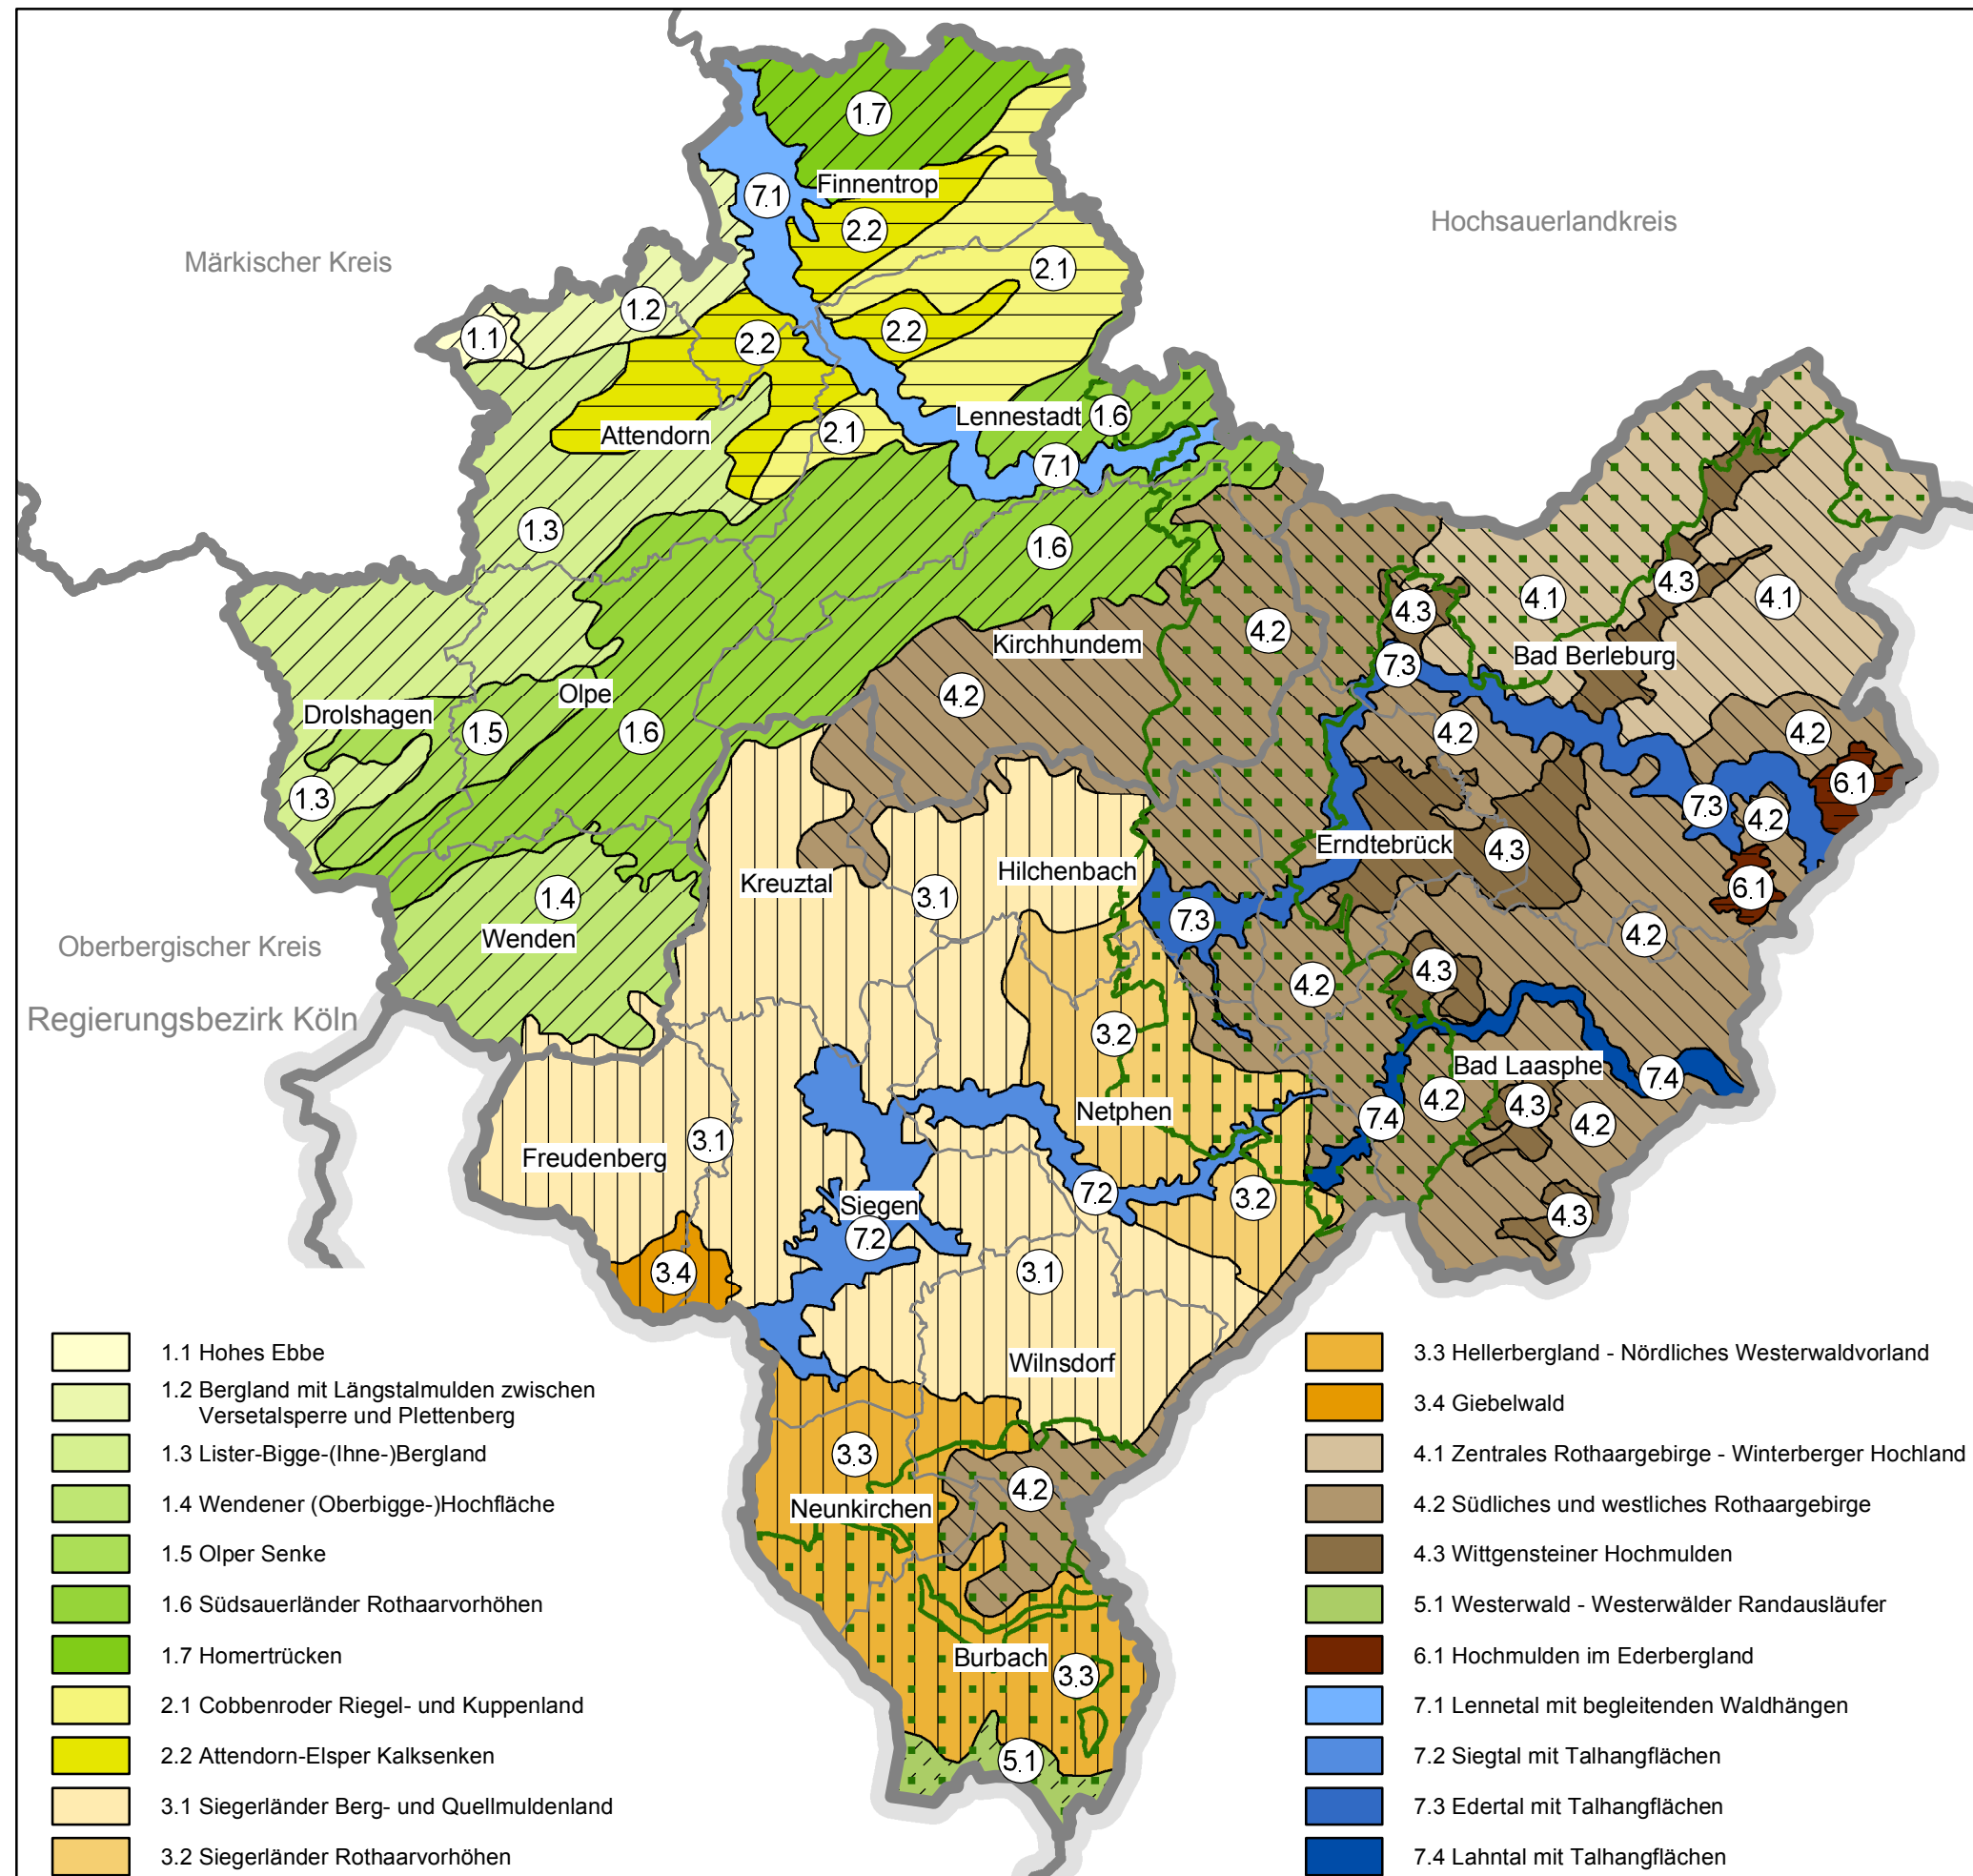 1.7
Finnentrop
7.1
Hochsauerlandkreis
2.2
Märkischer Kreis
2.1
1.2
1.1
2.2
2.2
Lennestadt
1.6
Attendorn
2.1
7.1
1.3
1.6
4.3
4.1
4.1
4.3
4.2
Kirchhundem
Bad Berleburg
7.3
4.2
Olpe
Drolshagen
1.5
1.6
4.2
4.2
6.1
1.3
7.3
4.2
Erndtebrück
4.3
Hilchenbach
Kreuztal
6.1
3.1
1.4
7.3
Wenden
4.2
Oberbergischer Kreis
4.3
4.2
Regierungsbezirk Köln
3.2
Bad Laasphe
7.4
4.2
4.3
Netphen
7.4
4.2
3.1
Freudenberg
7.2
3.2
Siegen
4.3
7.2
3.4
3.1
Wilnsdorf
3.3
4.2
Neunkirchen
Burbach
3.3
5.1
1.1 Hohes Ebbe
1.2 Bergland mit Längstalmulden zwischen
Versetalsperre und Plettenberg
1.3 Lister-Bigge-(Ihne-)Bergland
1.4 Wendener (Oberbigge-)Hochfläche
1.5 Olper Senke
1.6 Südsauerländer Rothaarvorhöhen
1.7 Homertrücken
2.1 Cobbenroder Riegel- und Kuppenland
2.2 Attendorn-Elsper Kalksenken
3.1 Siegerländer Berg- und Quellmuldenland
3.2 Siegerländer Rothaarvorhöhen
3.3 Hellerbergland - Nördliches Westerwaldvorland
3.4 Giebelwald
4.1 Zentrales Rothaargebirge - Winterberger Hochland
4.2 Südliches und westliches Rothaargebirge
4.3 Wittgensteiner Hochmulden
5.1 Westerwald - Westerwälder Randausläufer
6.1 Hochmulden im Ederbergland
7.1 Lennetal mit begleitenden Waldhängen
7.2 Siegtal mit Talhangflächen
7.3 Edertal mit Talhangflächen
7.4 Lahntal mit Talhangflächen